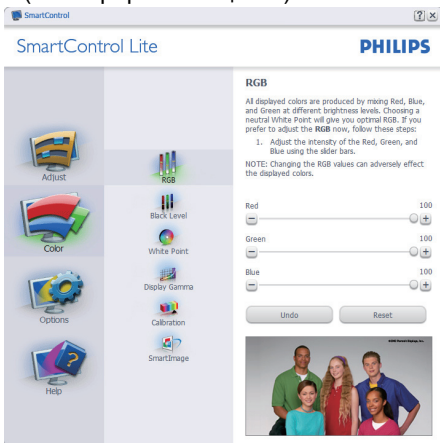 SmartControl
SmartControl Lite
PHILIPS
Adjust
Color
Options
Help
RGB
Black Level
White Point
Display Gamma
Calibration
SmartImage
RGB
All displayed colors are produced by mixing Red, Blue,
and Green at different brightness levels. Choosing a
neutral White Point will give you optimal RGB. If you
prefer to adjust the RGB now, follow these steps:
1. Adjust the intensity of the Red, Green, and
Blue using the slider bars.
NOTE: Changing the RGB values can adversely effect
the displayed colors.
Red 100
Green 100
Blue 100
Undo Reset